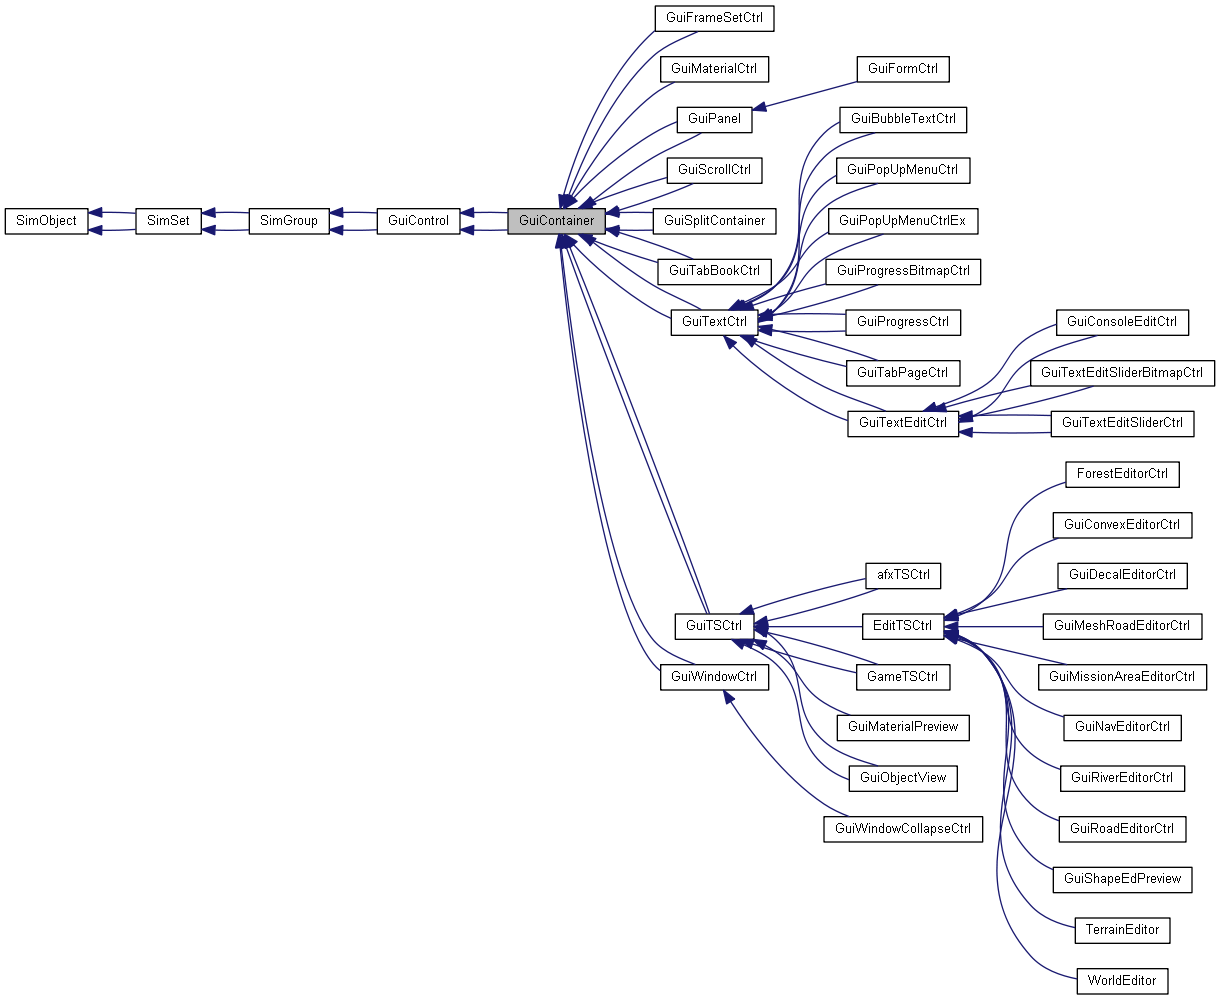 GuiFrameSetCtrl
GuiMaterialCtrl
GuiFormCtrl
GuiPanel
GuiBubbleTextCtrl
GuiScrollCtrl
GuiPopUpMenuCtrl
SimObject
SimSet
SimGroup
GuiControl
GuiContainer
GuiSplitContainer
GuiPopUpMenuCtrlEx
GuiTabBookCtrl
GuiProgressBitmapCtrl
GuiTextCtrl
GuiProgressCtrl
GuiConsoleEditCtrl
GuiTabPageCtrl
GuiTextEditSliderBitmapCtrl
GuiTextEditCtrl
GuiTextEditSliderCtrl
ForestEditorCtrl
GuiConvexEditorCtrl
afxTSCtrl
GuiDecalEditorCtrl
GuiTSCtrl
EditTSCtrl
GuiMeshRoadEditorCtrl
GuiWindowCtrl
GameTSCtrl
GuiMissionAreaEditorCtrl
GuiMaterialPreview
GuiNavEditorCtrl
GuiObjectView
GuiRiverEditorCtrl
GuiWindowCollapseCtrl
GuiRoadEditorCtrl
GuiShapeEdPreview
TerrainEditor
WorldEditor